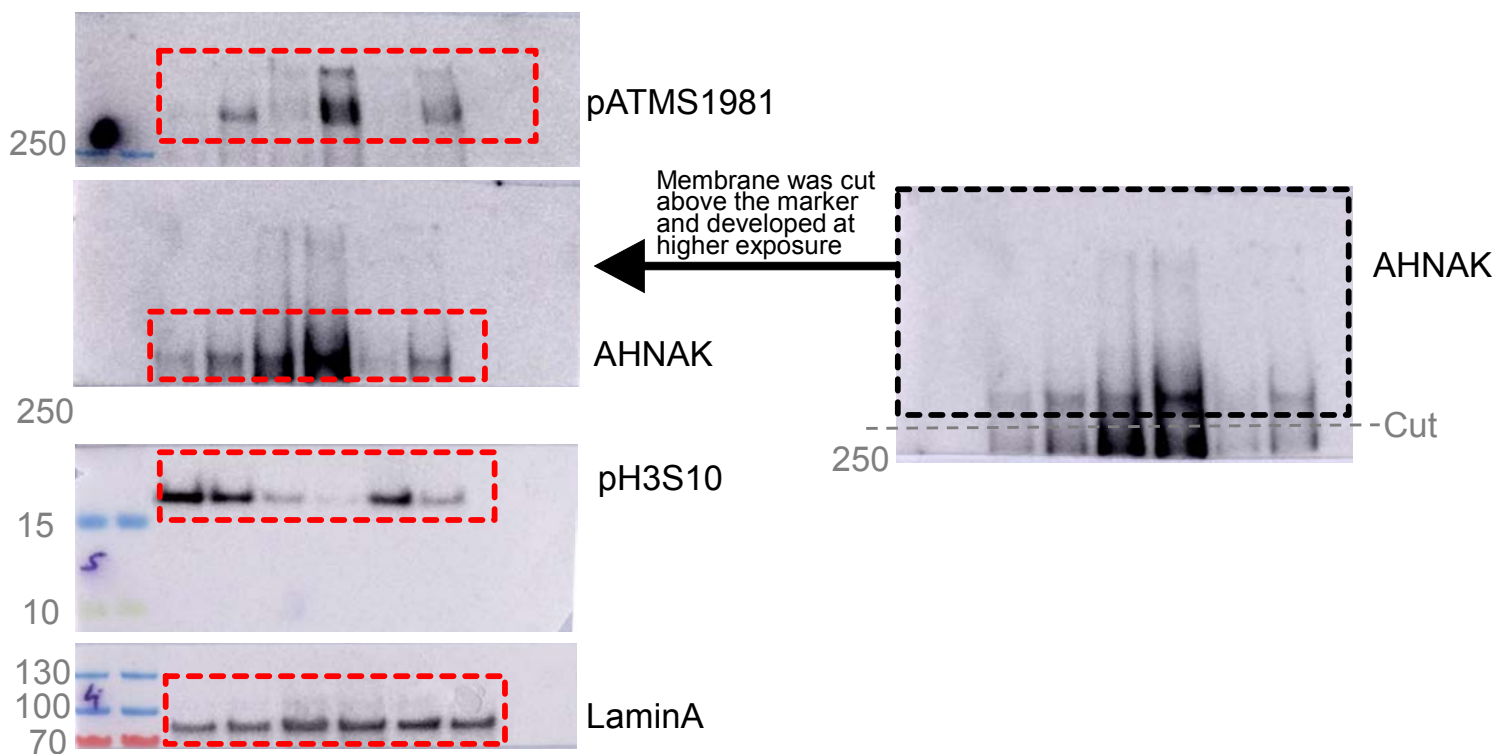 pATMS1981
250
Membrane was cut
above the marker
and developed at
higher exposure
AHNAK
AHNAK
250
Cut
250
pH3S10
15
5
10
130
100
4
70
LaminA